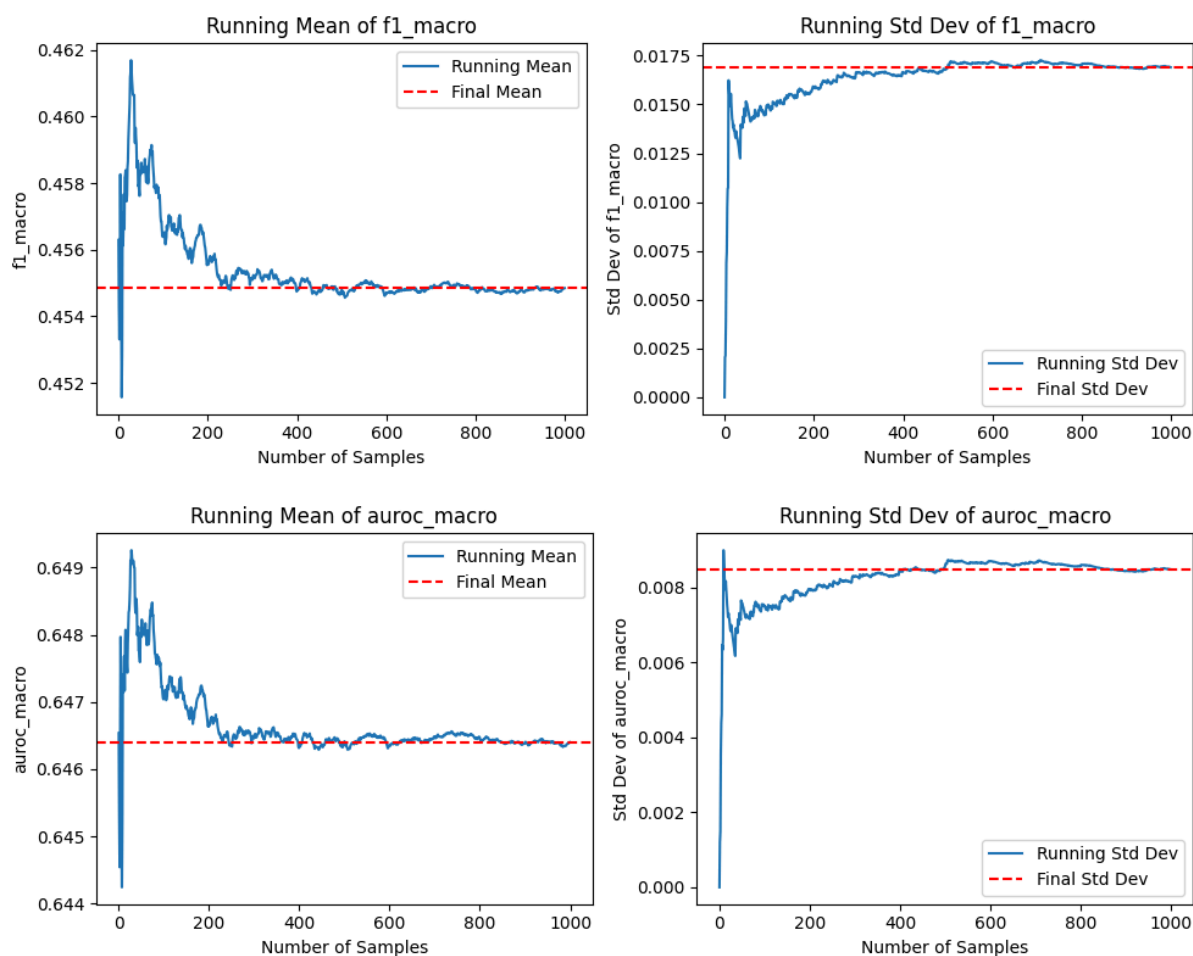 Running Mean of f1_macro
0.462
0.460
0.458
0.456
0.454
0.452
f1_macro
Running Mean
Final Mean
0 200 400 600 800 1000
Number of Samples
Running Std Dev of f1_macro
0.0175
0.0150
0.0125
0.0100
0.0075
0.0050
0.0025
0.0000
Std Dev of f1_macro
Running Std Dev
Final Std Dev
0 200 400 600 800 1000
Number of Samples
Running Mean of auroc_macro
0.649
0.648
0.647
0.646
0.645
0.644
auroc_macro
Running Mean
Final Mean
0 200 400 600 800 1000
Number of Samples
Running Std Dev of auroc_macro
0.008
0.006
0.004
0.002
0.000
Std Dev of auroc_macro
Running Std Dev
Final Std Dev
0 200 400 600 800 1000
Number of Samples